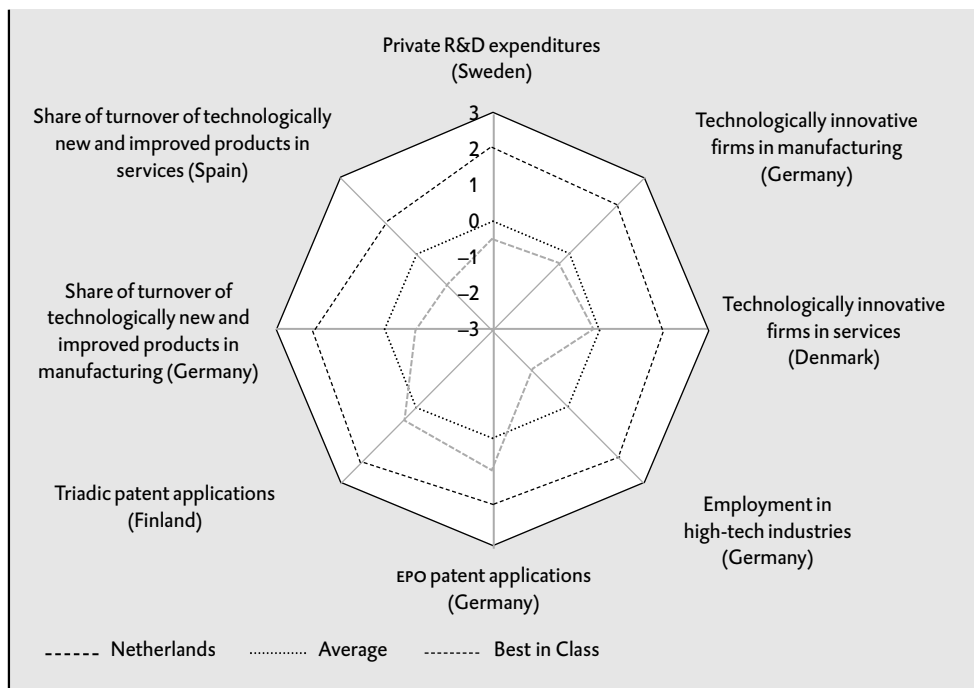 Private R&D expenditures
(Sweden)
Share of turnover of technologically
new and improved products in
services (Spain)
Technologically innovative
firms in manufacturing
(Germany)
3
2
1
0
–1
–2
–3
Share of turnover of
technologically new and
improved products in
manufacturing (Germany)
Technologically innovative
firms in services
(Denmark)
Triadic patent applications
(Finland)
Employment in
high-tech industries
(Germany)
EPO patent applications
(Germany)
Netherlands
Average
Best in Class